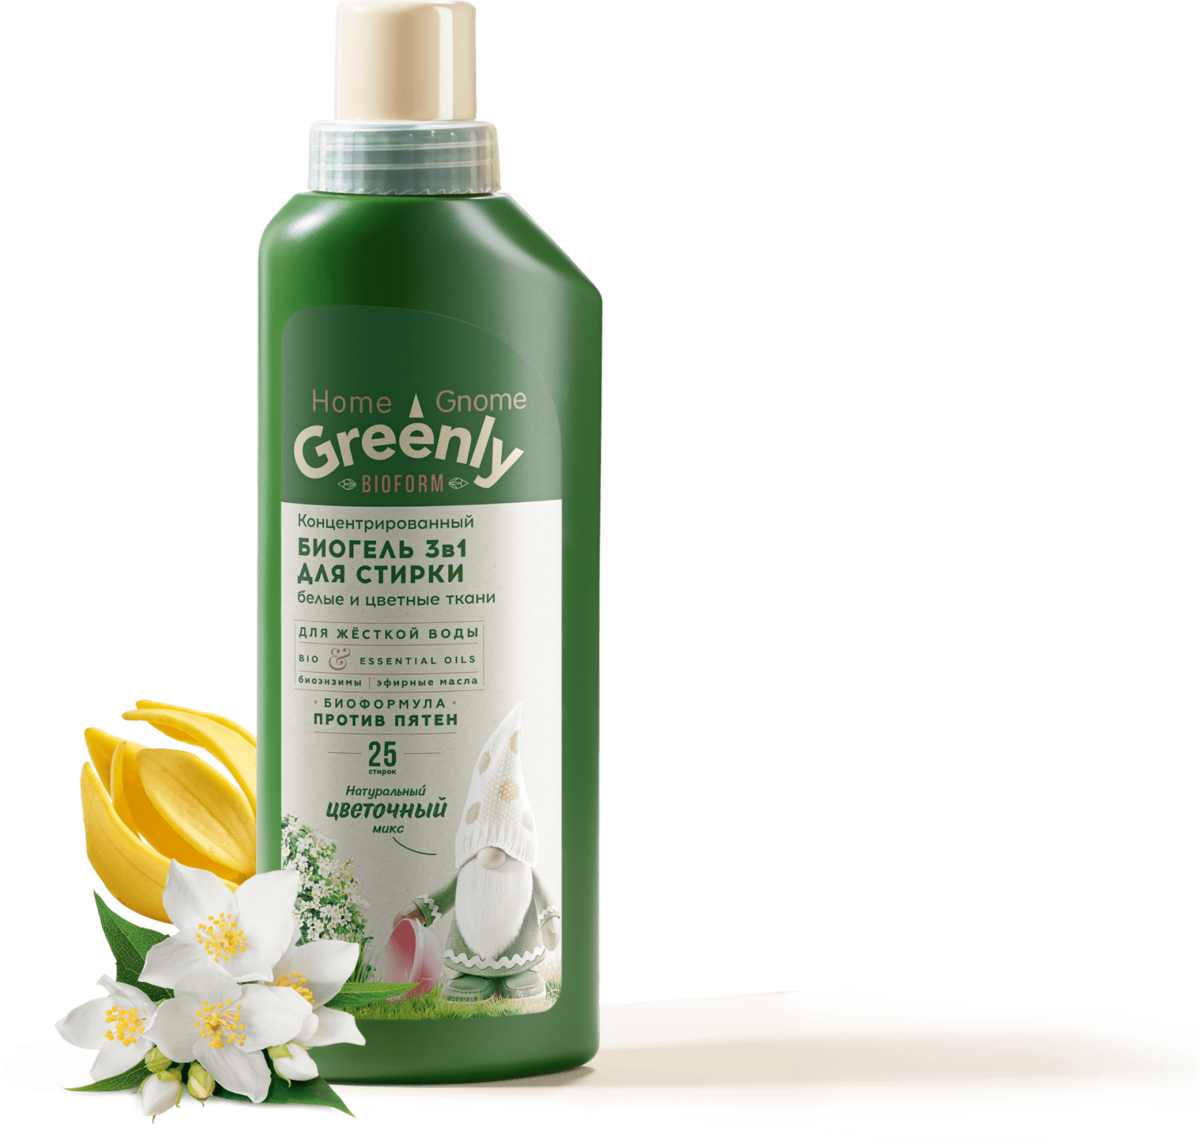 Home Gnome
Greenly
BIOFORM
Концентрированный
БИОГЕЛЬ 3в1
ДЛЯ СТИРКИ
белые и цветные ткани
ДЛЯ ЖЁСТКОЙ ВОДЫ
BIO & ESSENTIAL OILS
биоэнзимы | эфирные масла
· БИОФОРМУЛА ·
ПРОТИВ ПЯТЕН
25
стирок
Натуральный
цветочный
микс